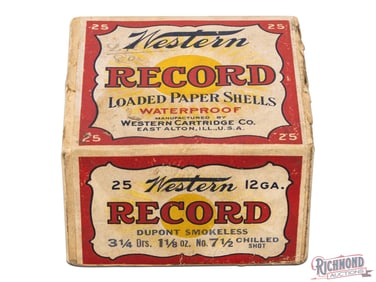 25 Western 25
RECORD
LOADED PAPER SHELLS
WATERPROOF
MANUFACTURED BY
WESTERN CARTRIDGE CO.
25 EAST ALTON, ILL., U.S.A. 25
25 Western 12 GA.
RECORD
DUPONT SMOKELESS
3¼ Drs. 1⅛ oz. No. 7½ CHILLED
SHOT
RICHMOND
AUCTIONS